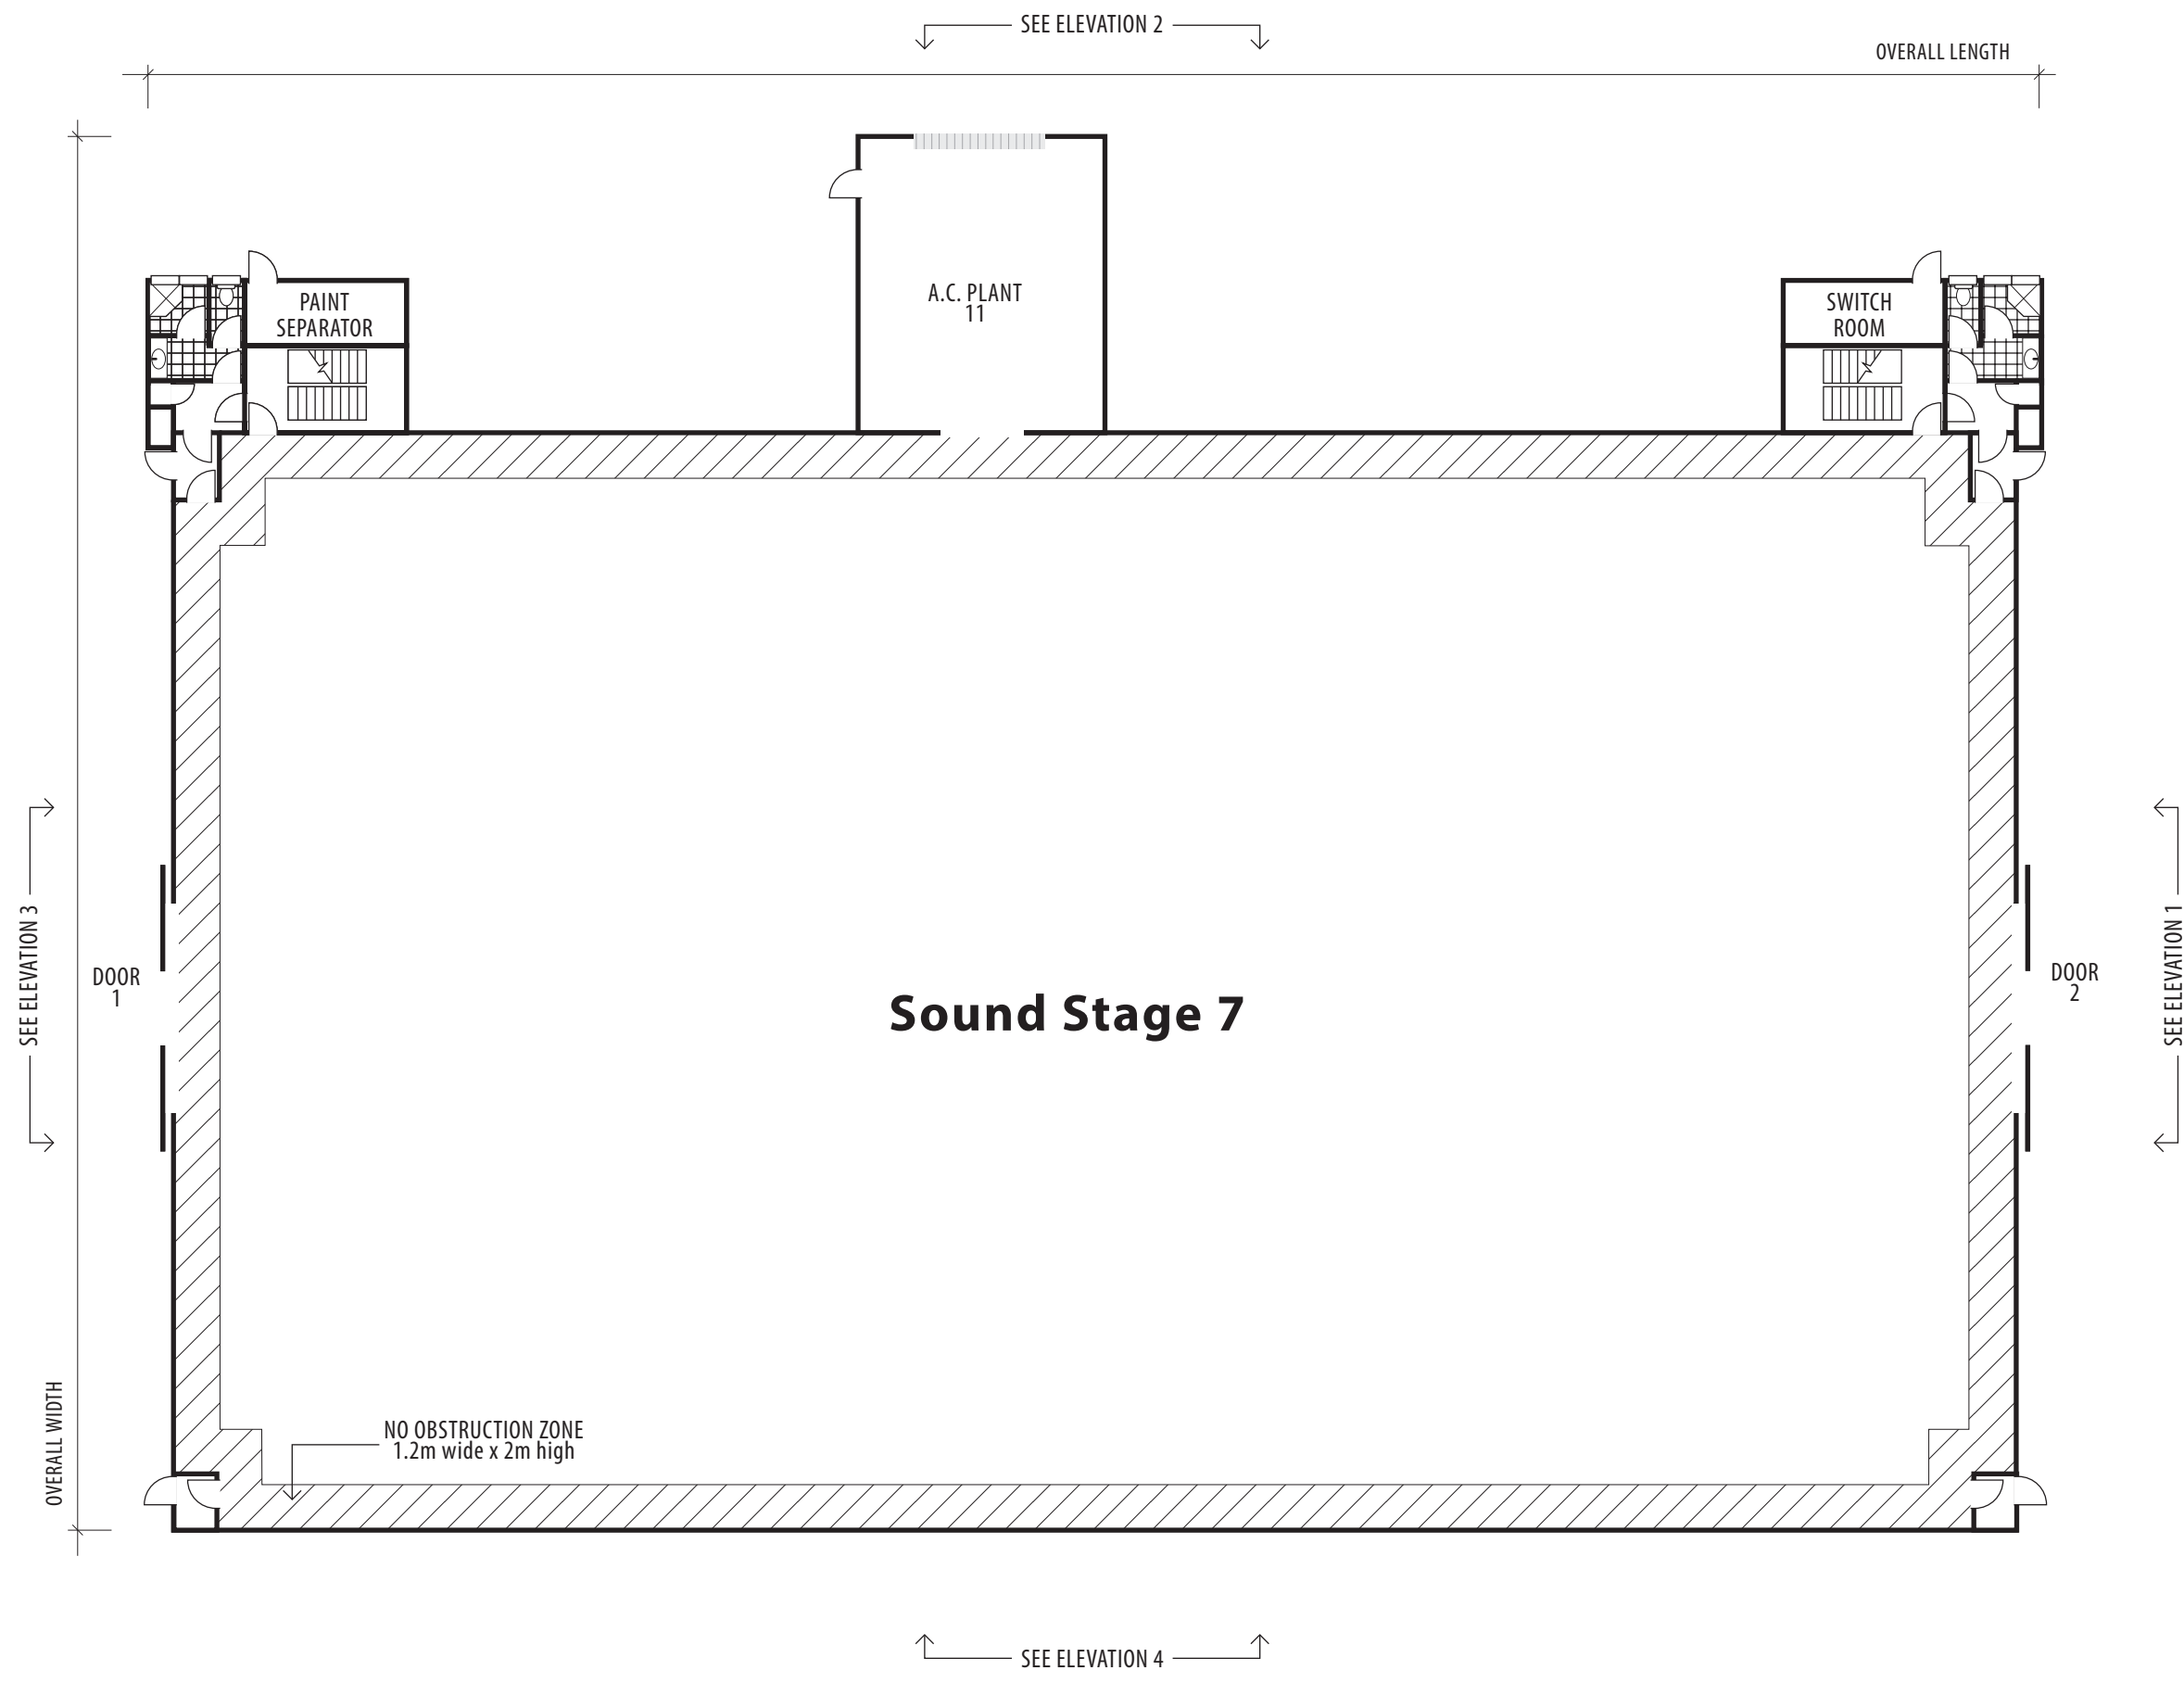 SEE ELEVATION 2
OVERALL LENGTH
A.C. PLANT
11
PAINT
SEPARATOR
SWITCH
ROOM
SEE ELEVATION 3
DOOR
1
Sound Stage 7
DOOR
2
SEE ELEVATION 1
OVERALL WIDTH
NO OBSTRUCTION ZONE
1.2m wide x 2m high
SEE ELEVATION 4